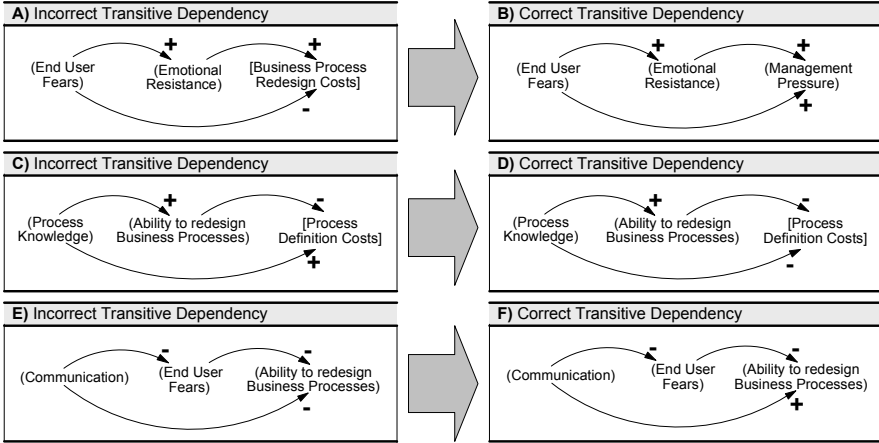 A) Incorrect Transitive Dependency
+
+
(End User
Fears)
(Emotional
Resistance)
[Business Process
Redesign Costs]
-
B) Correct Transitive Dependency
+
+
(End User
Fears)
(Emotional
Resistance)
(Management
Pressure)
+
C) Incorrect Transitive Dependency
+
-
(Process
Knowledge)
(Ability to redesign
Business Processes)
[Process
Definition Costs]
+
D) Correct Transitive Dependency
+
-
(Process
Knowledge)
(Ability to redesign
Business Processes)
[Process
Definition Costs]
-
E) Incorrect Transitive Dependency
-
-
(Communication)
(End User
Fears)
(Ability to redesign
Business Processes)
-
F) Correct Transitive Dependency
-
-
(Communication)
(End User
Fears)
(Ability to redesign
Business Processes)
+